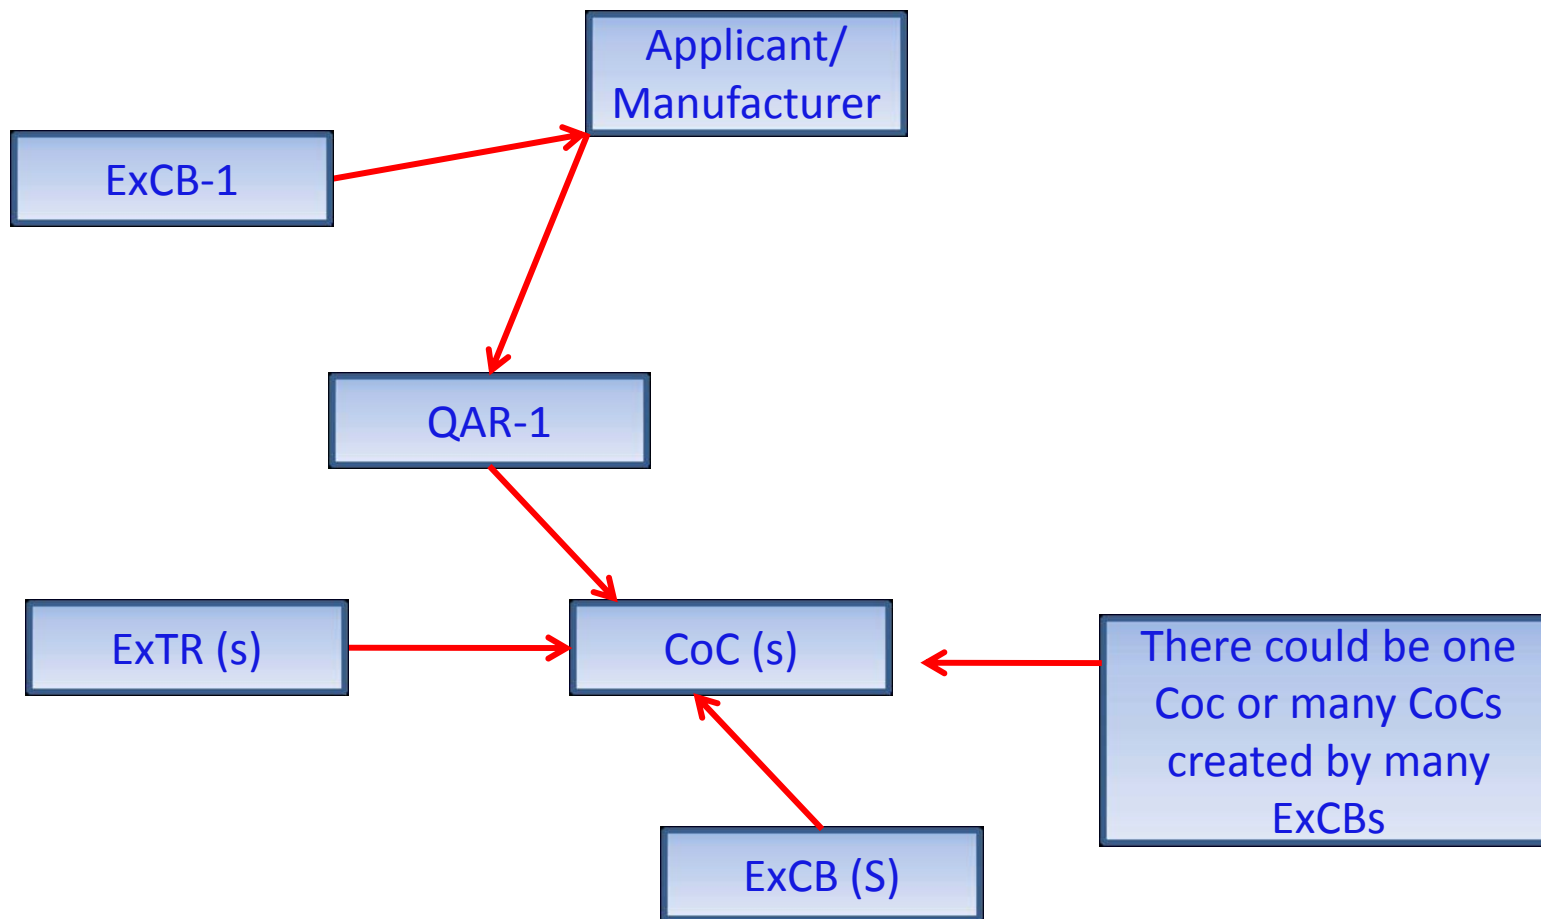 Applicant/
Manufacturer
ExCB-1
QAR-1
ExTR (s)
CoC (s)
There could be one
Coc or many CoCs
created by many
ExCBs
ExCB (S)